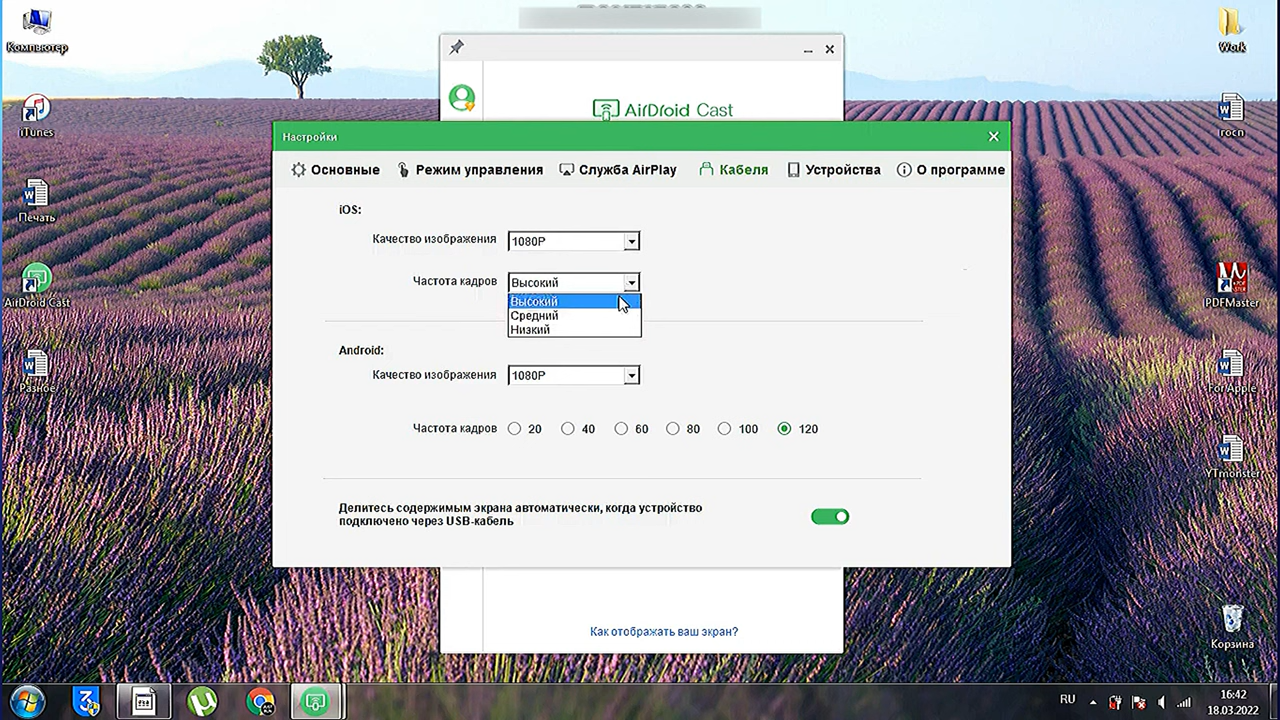 Компьютер
iTunes
Печать
AirDroid Cast
Разное
Work
госп
PDFMaster
For Apple
YTmonster
Корзина
AirDroid Cast
Настройки
Основные Режим управления Служба AirPlay Кабеля Устройства О программе
iOS:
Качество изображения 1080P
Частота кадров Высокий
Высокий
Средний
Низкий
Android:
Качество изображения 1080P
Частота кадров 20 40 60 80 100 120
Делитесь содержимым экрана автоматически, когда устройство
подключено через USB-кабель
Как отображать ваш экран?
RU
16:42
18.03.2022